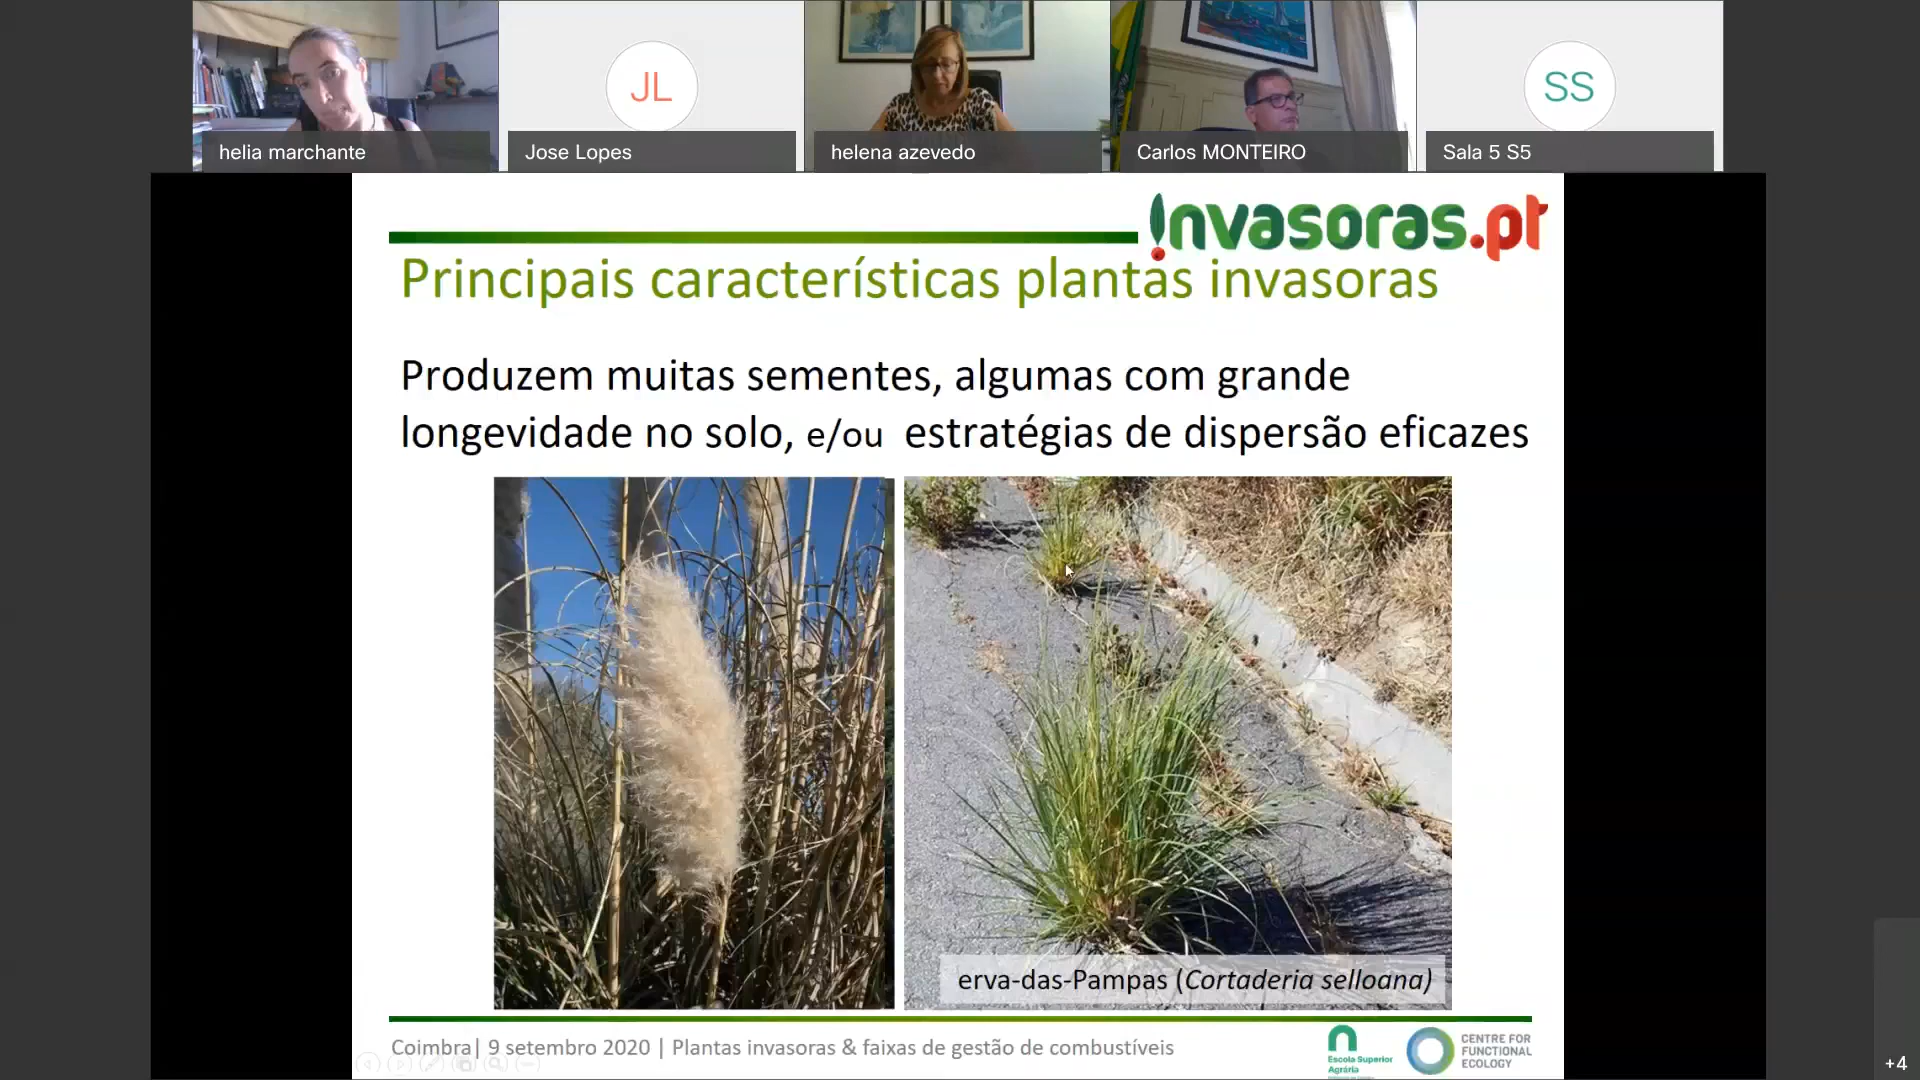 JL
SS
helia marchante
Jose Lopes
helena azevedo
Carlos MONTEIRO
Sala 5 S5
invasoras.pt
Principais características plantas invasoras
Produzem muitas sementes, algumas com grande
longevidade no solo, e/ou estratégias de dispersão eficazes
erva-das-Pampas (Cortaderia selloana)
Coimbra| 9 setembro 2020 | Plantas invasoras & faixas de gestão de combustíveis
Escola Superior
Agrária
CENTRE FOR
FUNCTIONAL
ECOLOGY
+4